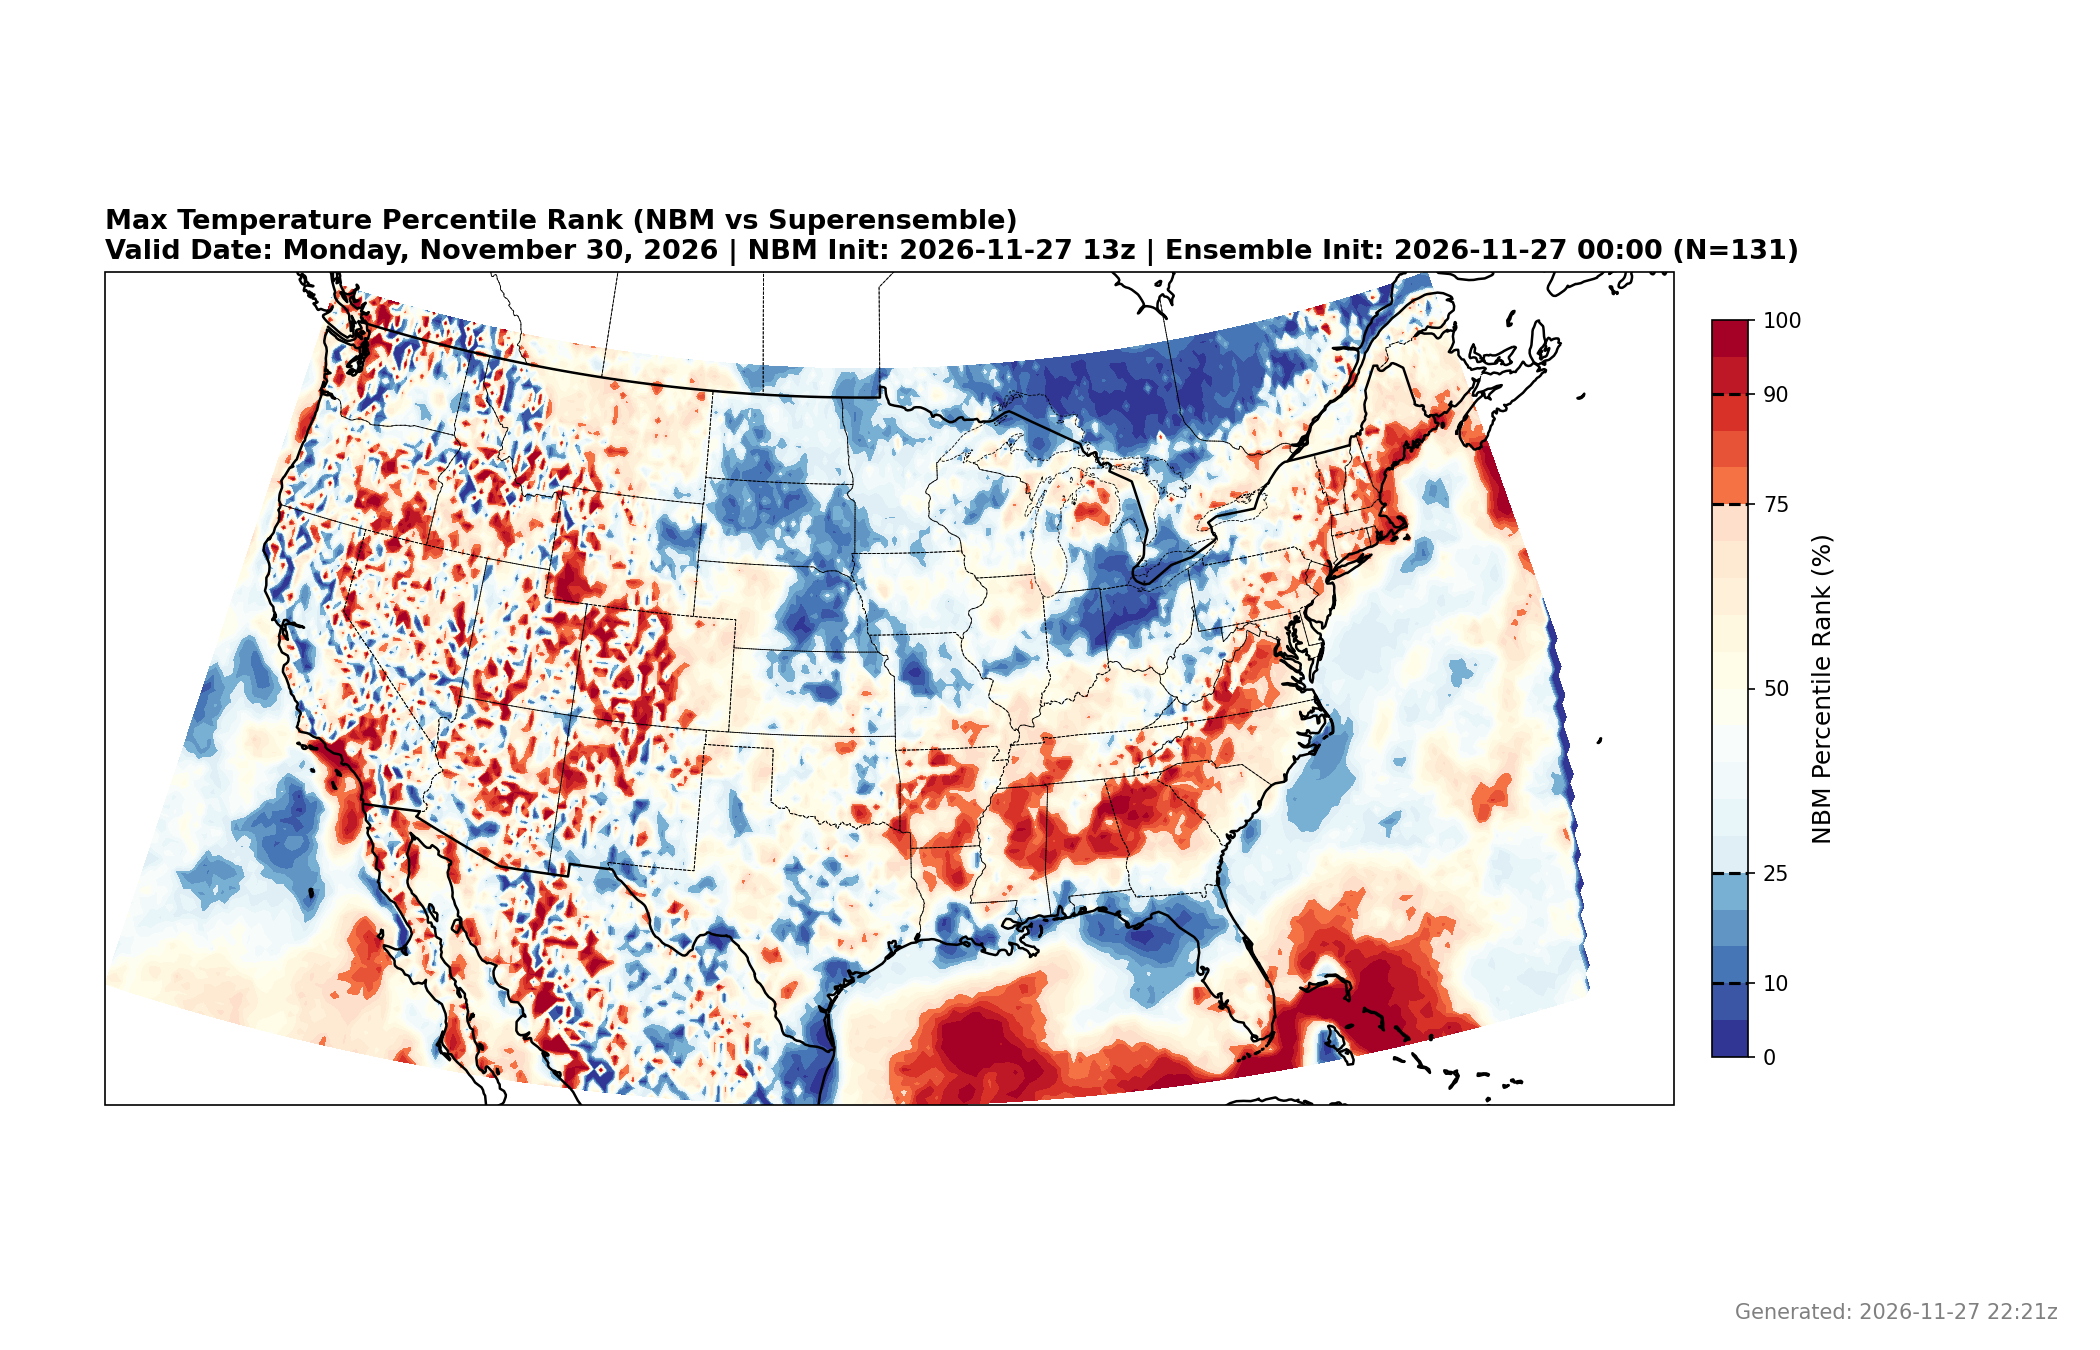 Max Temperature Percentile Rank (NBM vs Superensemble)
Valid Date: Monday, November 30, 2026 | NBM Init: 2026-11-27 13z | Ensemble Init: 2026-11-27 00:00 (N=131)
100
90
75
50
25
10
0
NBM Percentile Rank (%)
Generated: 2026-11-27 22:21z